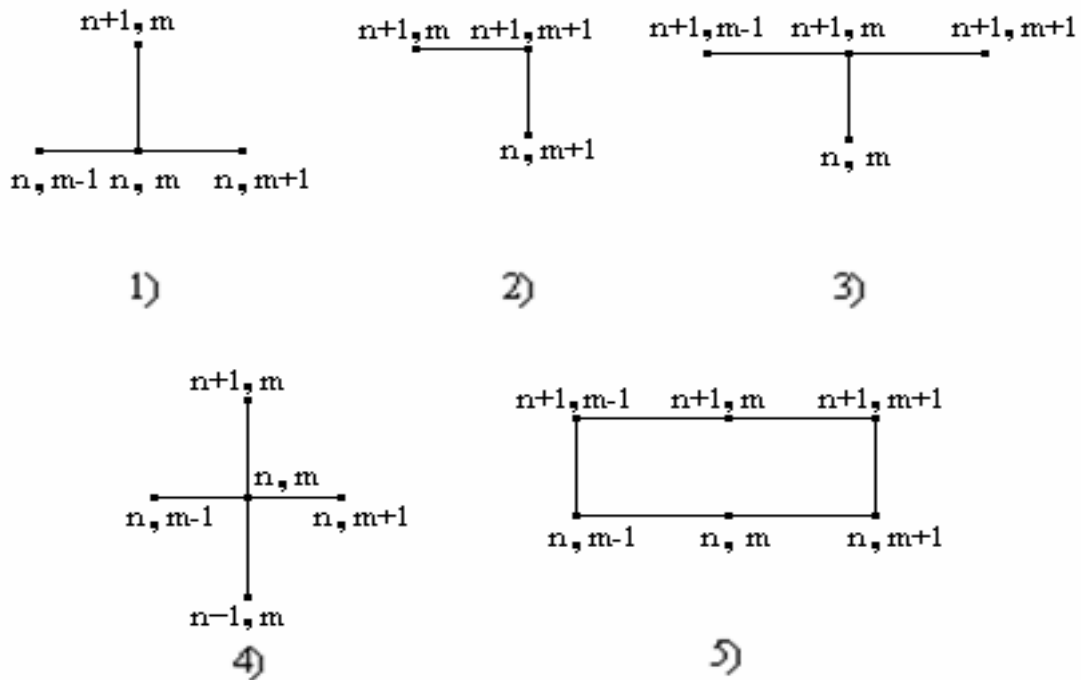 n+1, m
n, m-1 n, m n, m+1
1)
n+1, m n+1, m+1
n, m+1
2)
n+1, m-1 n+1, m n+1, m+1
n, m
3)
n+1, m
n, m
n, m-1 n, m+1
n-1, m
4)
n+1, m-1 n+1, m n+1, m+1
n, m-1 n, m n, m+1
5)